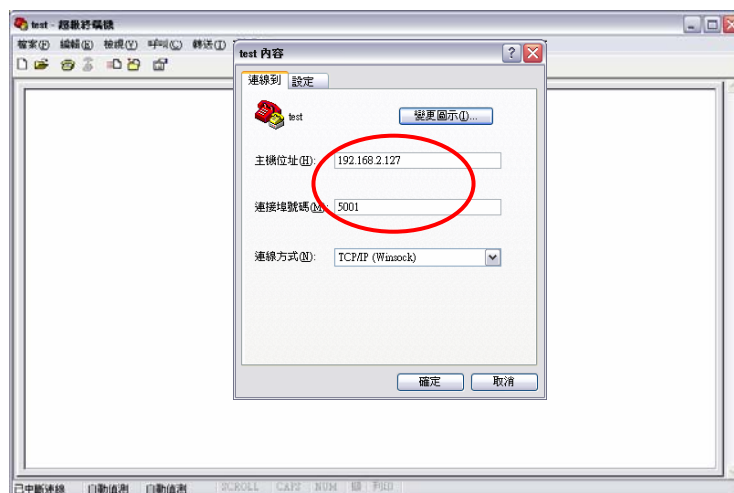 test - 超級終端機
檔案(F) 編輯(E) 檢視(V) 呼叫(C) 轉送(T)
test 內容
連線到 設定
test 變更圖示(I)...
主機位址(H): 192.168.2.127
連接埠號碼(M): 5001
連線方式(N): TCP/IP (Winsock)
確定 取消
已中斷連線 自動偵測 自動偵測 SCROLL CAPS NUM 擷 列印